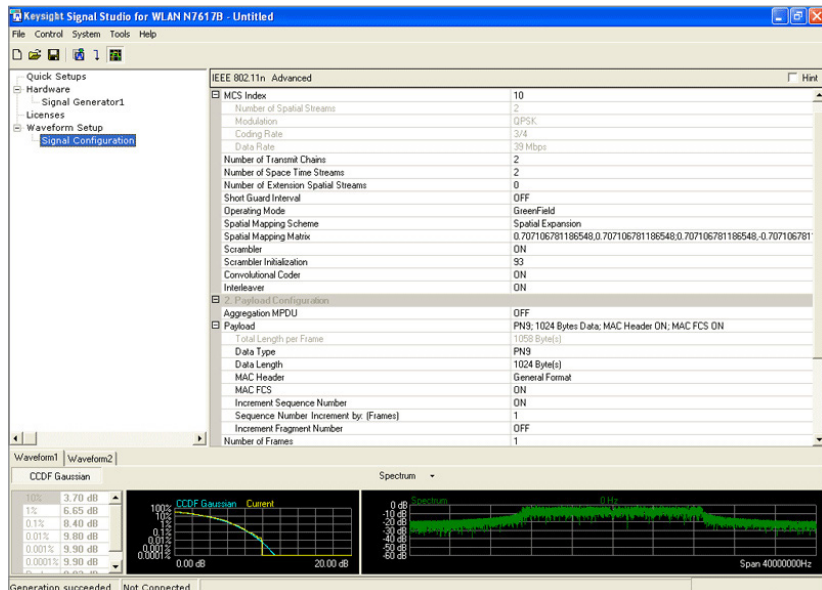 Keysight Signal Studio for WLAN N7617B - Untitled
File Control System Tools Help
Quick Setups
Hardware
Signal Generator1
Licenses
Waveform Setup
Signal Configuration
IEEE 802.11n Advanced
Hint
MCS Index 10
Number of Spatial Streams 2
Modulation QPSK
Coding Rate 3/4
Data Rate 39 Mbps
Number of Transmit Chains 2
Number of Space Time Streams 2
Number of Extension Spatial Streams 0
Short Guard Interval OFF
Operating Mode GreenField
Spatial Mapping Scheme Spatial Expansion
Spatial Mapping Matrix 0.707106781186548,0.707106781186548;0.707106781186548,-0.707106781
Scrambler ON
Scrambler Initialization 93
Convolutional Coder ON
Interleaver ON
2. Payload Configuration
Aggregation MPDU OFF
Payload PN9; 1024 Bytes Data; MAC Header ON; MAC FCS ON
Total Length per Frame 1058 Byte(s)
Data Type PN9
Data Length 1024 Byte(s)
MAC Header General Format
MAC FCS ON
Increment Sequence Number ON
Sequence Number Increment by: (Frames) 1
Increment Fragment Number OFF
Number of Frames 1
Waveform1 Waveform2
CCDF Gaussian
Spectrum
10% 3.70 dB
1% 6.65 dB
0.1% 8.40 dB
0.01% 9.80 dB
0.001% 9.90 dB
0.0001% 9.90 dB
CCDF Gaussian Current
100%
10%
1%
0.1%
0.01%
0.001%
0.0001%
0.00 dB 20.00 dB
Spectrum 0 Hz
0 dB
-10 dB
-20 dB
-30 dB
-40 dB
-50 dB
-60 dB
Span 40000000Hz
Generation succeeded Not Connected